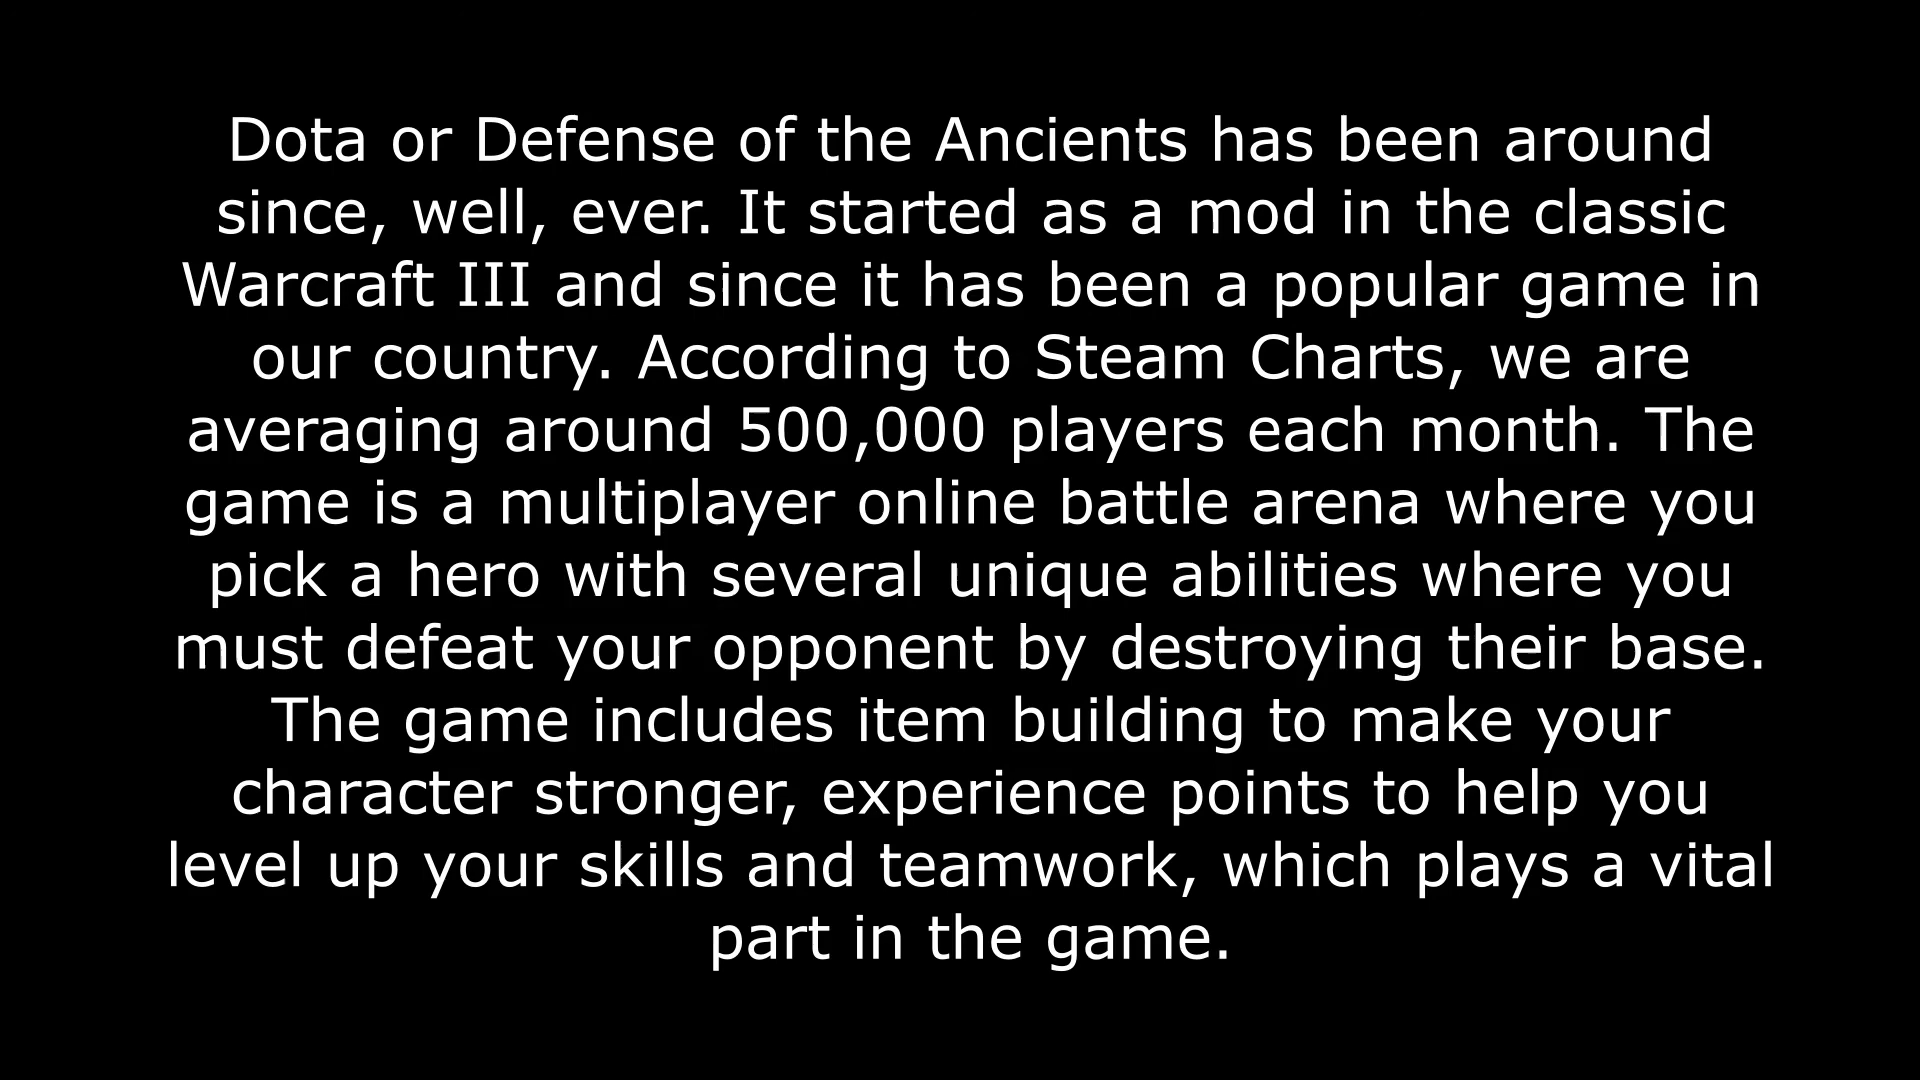 Dota or Defense of the Ancients has been around
since, well, ever. It started as a mod in the classic
Warcraft III and since it has been a popular game in
our country. According to Steam Charts, we are
averaging around 500,000 players each month. The
game is a multiplayer online battle arena where you
pick a hero with several unique abilities where you
must defeat your opponent by destroying their base.
The game includes item building to make your
character stronger, experience points to help you
level up your skills and teamwork, which plays a vital
part in the game.